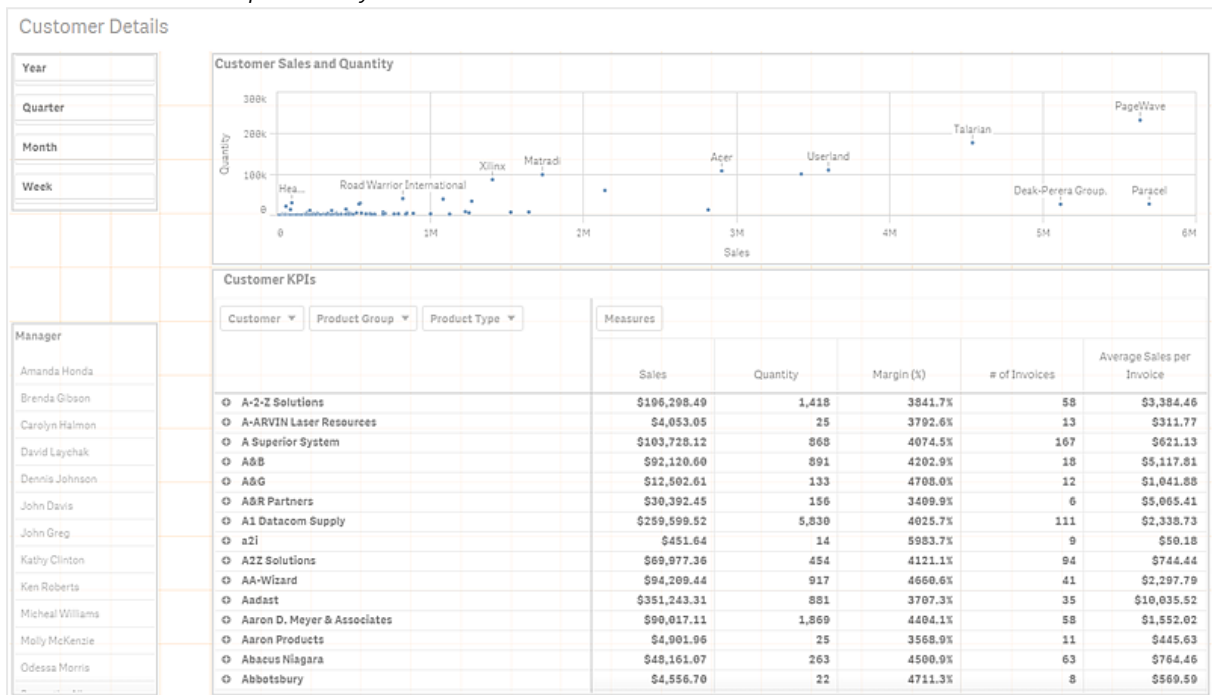 Customer Details
Year
Quarter
Month
Week
Customer Sales and Quantity
Quantity
300k
200k
100k
0
PageWave
Talarian
Acer
Userland
Xilinx
Matradi
Hea...
Road Warrior International
Deak-Perera Group.
Paracel
0 1M 2M 3M 4M 5M 6M
Sales
Customer KPIs
Customer Product Group Product Type Measures
Sales Quantity Margin (%) # of Invoices Average Sales per Invoice
A-2-Z Solutions $196,298.49 1,418 3841.7% 58 $3,384.46
A-ARVIN Laser Resources $4,053.05 25 3792.6% 13 $311.77
A Superior System $103,728.12 868 4074.5% 167 $621.13
A&B $92,120.60 891 4202.9% 18 $5,117.81
A&G $12,502.61 133 4708.0% 12 $1,041.88
A&R Partners $30,392.45 156 3409.9% 6 $5,065.41
A1 Datacom Supply $259,599.52 5,830 4025.7% 111 $2,338.73
a2i $451.64 14 5983.7% 9 $50.18
A2Z Solutions $69,977.36 454 4121.1% 94 $744.44
AA-Wizard $94,209.44 917 4660.6% 41 $2,297.79
Aadast $351,243.31 881 3707.3% 35 $10,035.52
Aaron D. Meyer & Associates $90,017.11 1,869 4404.1% 58 $1,552.02
Aaron Products $4,901.96 25 3568.9% 11 $445.63
Abacus Niagara $48,161.07 263 4500.9% 63 $764.46
Abbotsbury $4,556.70 22 4711.3% 8 $569.59
Manager
Amanda Honda
Brenda Gibson
Carolyn Halmon
David Laychak
Dennis Johnson
John Davis
John Greg
Kathy Clinton
Ken Roberts
Micheal Williams
Molly McKenzie
Odessa Morris